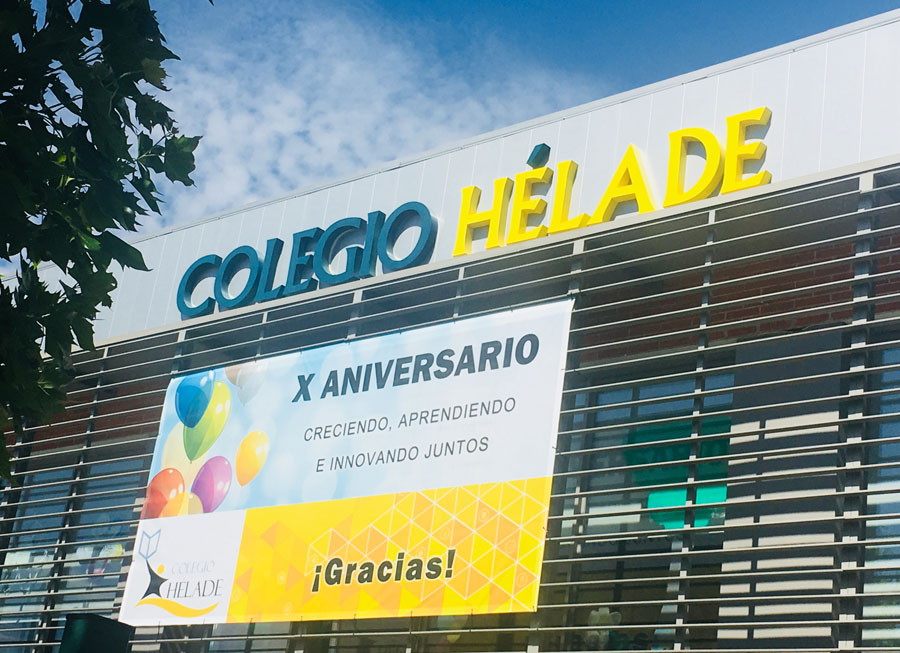 COLEGIO HÉLADE
X ANIVERSARIO
CRECIENDO, APRENDIENDO
E INNOVANDO JUNTOS
¡Gracias!
COLEGIO
HÉLADE